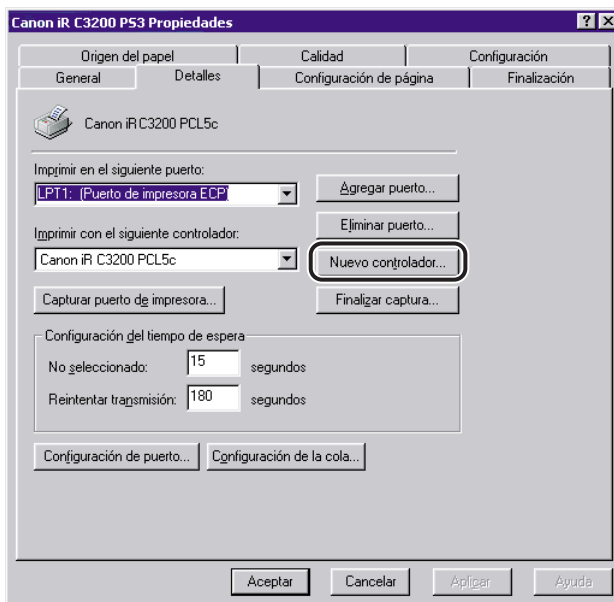 Canon iR C3200 PS3 Propiedades
Origen del papel Calidad Configuración
General Detalles Configuración de página Finalización
Canon iR C3200 PCL5c
Imprimir en el siguiente puerto:
LPT1: (Puerto de impresora ECP) Agregar puerto...
Eliminar puerto...
Imprimir con el siguiente controlador:
Canon iR C3200 PCL5c Nuevo controlador...
Capturar puerto de impresora... Finalizar captura...
Configuración del tiempo de espera
No seleccionado: 15 segundos
Reintentar transmisión: 180 segundos
Configuración de puerto... Configuración de la cola...
Aceptar Cancelar Aplicar Ayuda